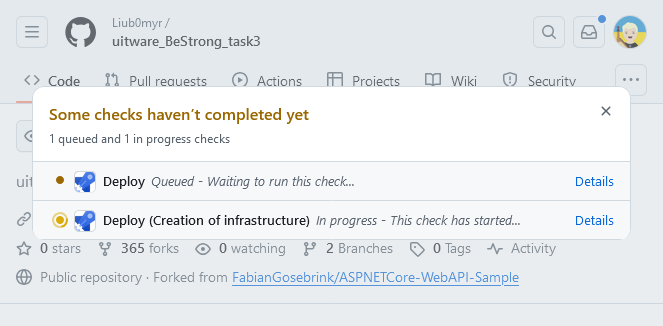 Liub0myr /
uitware_BeStrong_task3
Code Pull requests Actions Projects Wiki Security
Some checks haven't completed yet
1 queued and 1 in progress checks
Deploy Queued - Waiting to run this check... Details
Deploy (Creation of infrastructure) In progress - This check has started... Details
0 stars 365 forks 0 watching 2 Branches 0 Tags Activity
Public repository · Forked from FabianGosebrink/ASPNETCore-WebAPI-Sample